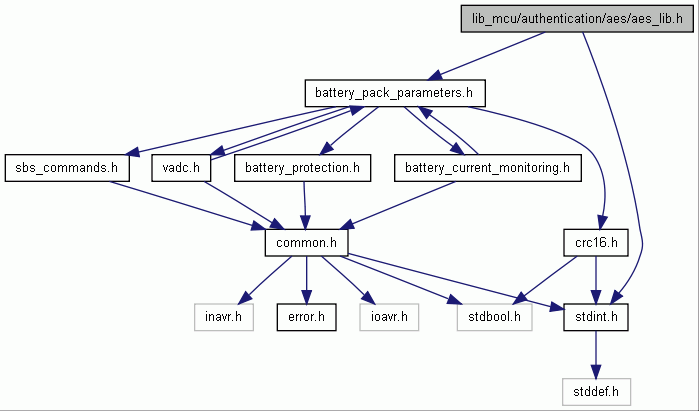 lib_mcu/authentication/aes/aes_lib.h
battery_pack_parameters.h
sbs_commands.h
vadc.h
battery_protection.h
battery_current_monitoring.h
common.h
crc16.h
inavr.h
error.h
ioavr.h
stdbool.h
stdint.h
stddef.h